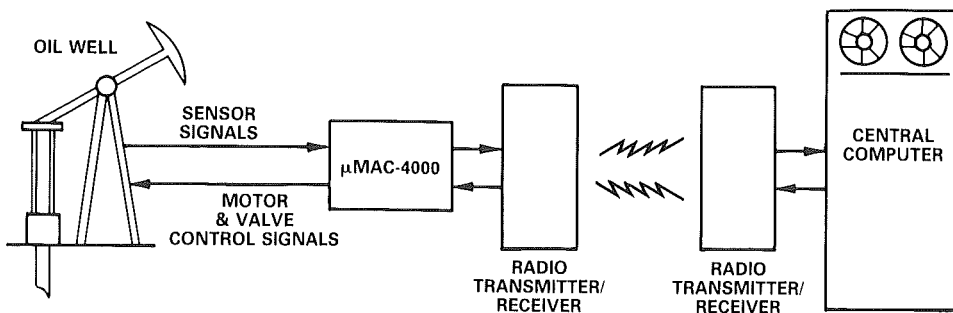 OIL WELL
SENSOR
SIGNALS
µMAC-4000
MOTOR
& VALVE
CONTROL SIGNALS
RADIO
TRANSMITTER/
RECEIVER
RADIO
TRANSMITTER/
RECEIVER
CENTRAL
COMPUTER